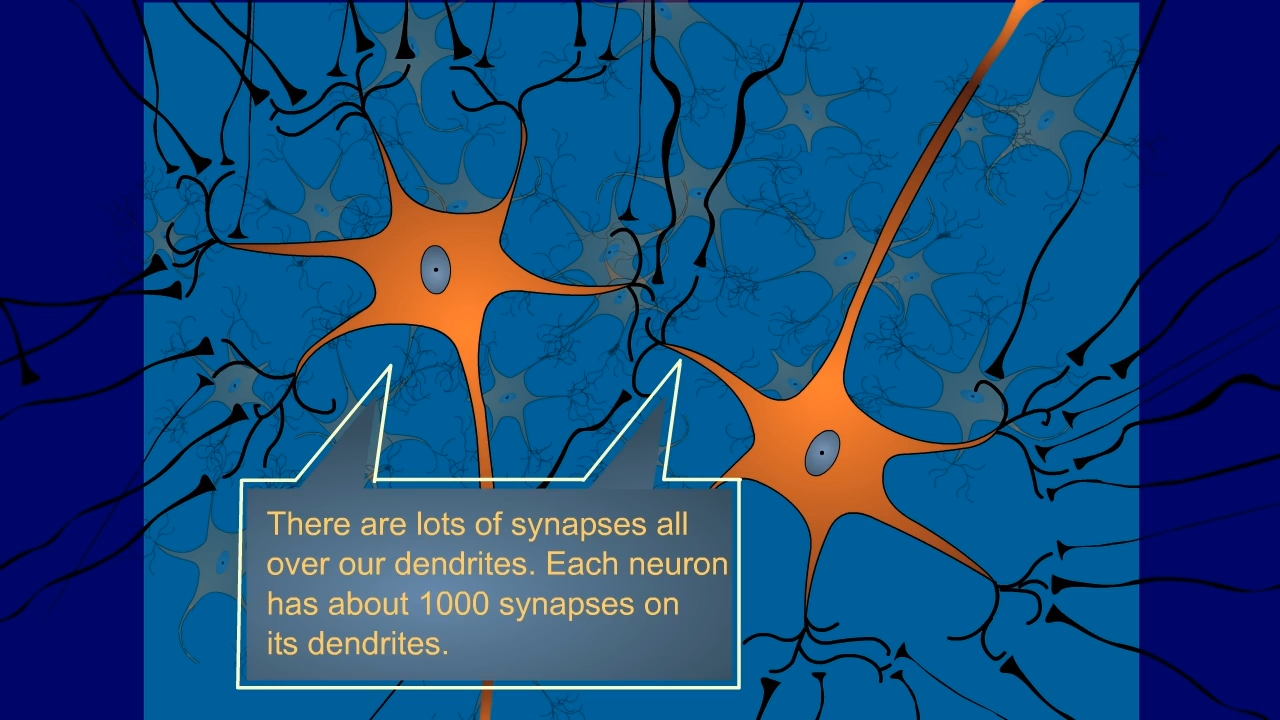 There are lots of synapses all
over our dendrites. Each neuron
has about 1000 synapses on
its dendrites.